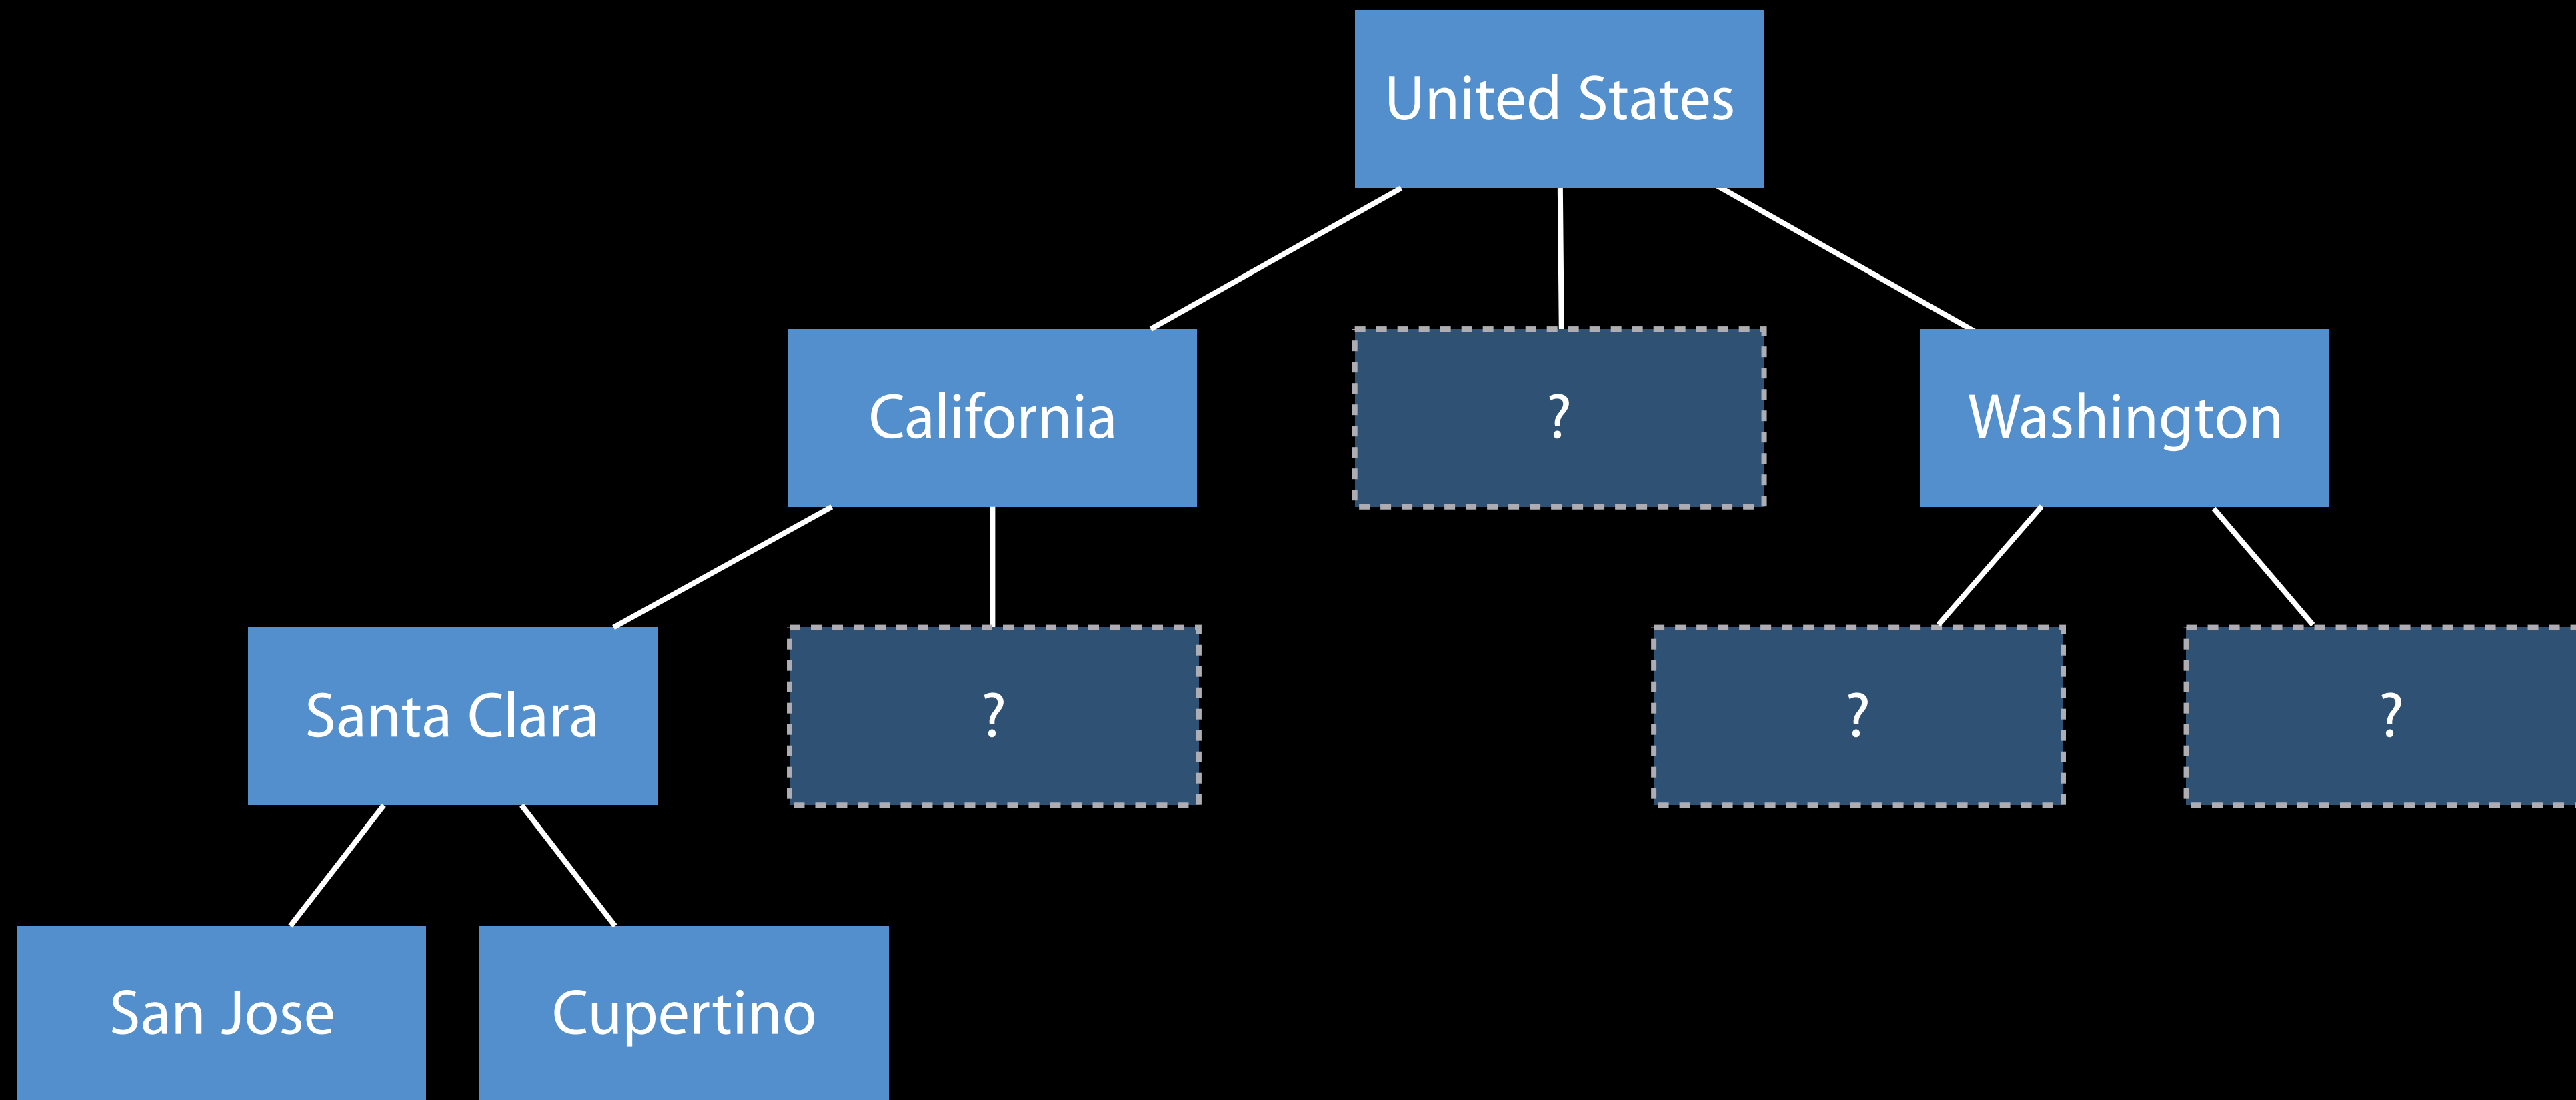 United States
California
?
Washington
Santa Clara
?
?
?
San Jose
Cupertino